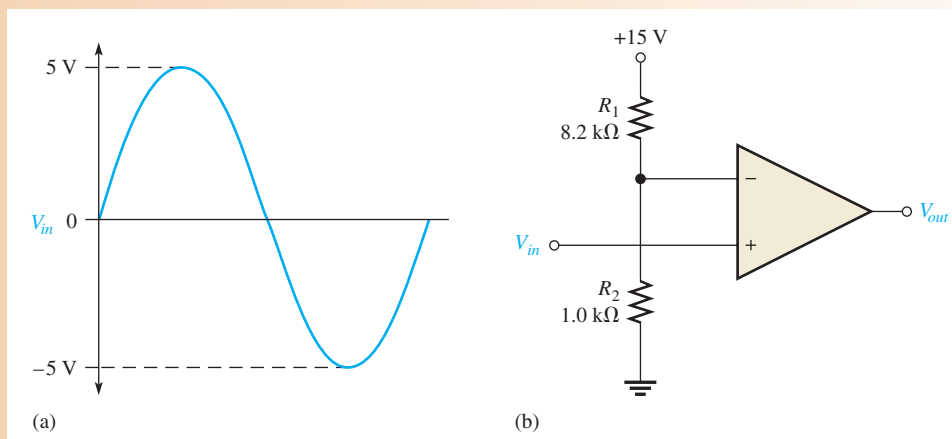 5 V
V_in 0
−5 V
(a)
+15 V
R_1
8.2 kΩ
−
V_in
+
V_out
R_2
1.0 kΩ
(b)